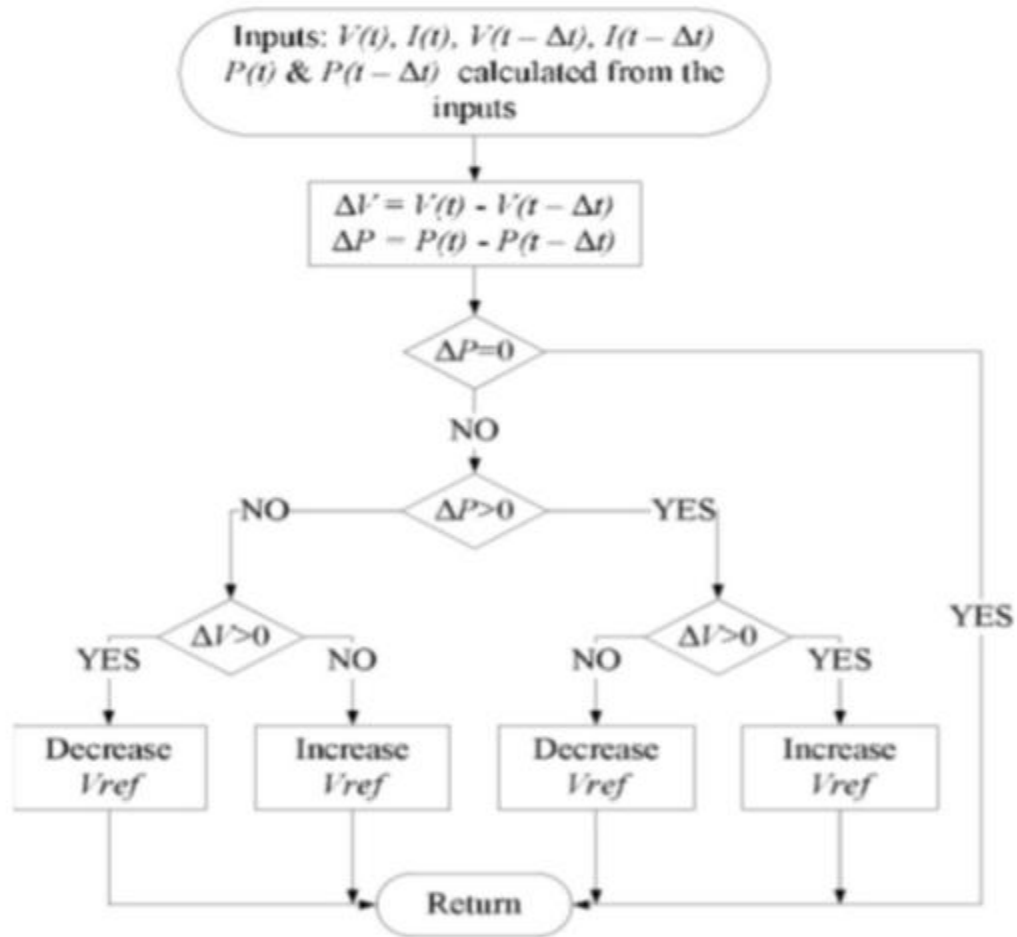 Inputs: V(t), I(t), V(t – Δt), I(t – Δt)
P(t) & P(t – Δt) calculated from the
inputs
ΔV = V(t) - V(t – Δt)
ΔP = P(t) - P(t – Δt)
ΔP=0
NO
NO
ΔP>0
YES
YES
ΔV>0
ΔV>0
YES
NO
NO
YES
Decrease
Vref
Increase
Vref
Decrease
Vref
Increase
Vref
Return